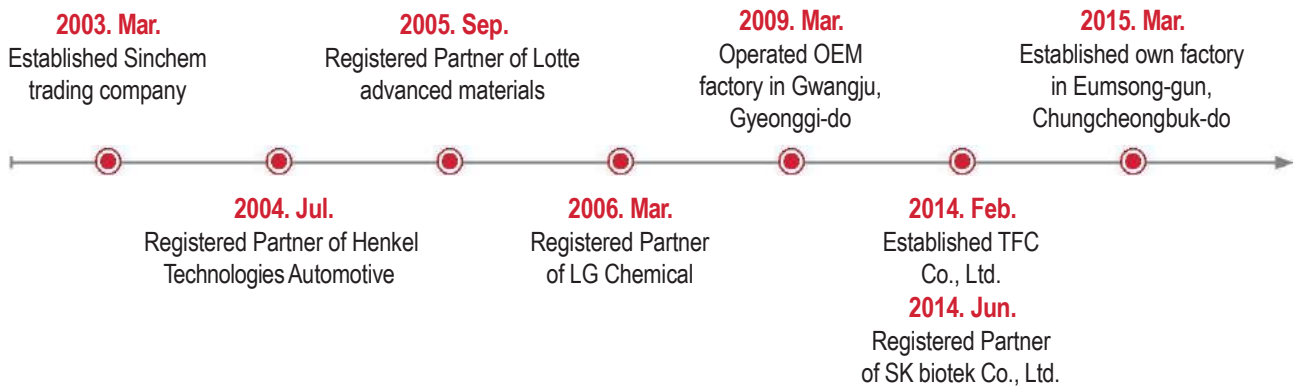 2003. Mar.
Established Sinchem
trading company
2004. Jul.
Registered Partner of Henkel
Technologies Automotive
2005. Sep.
Registered Partner of Lotte
advanced materials
2006. Mar.
Registered Partner
of LG Chemical
2009. Mar.
Operated OEM
factory in Gwangju,
Gyeonggi-do
2014. Feb.
Established TFC
Co., Ltd.
2014. Jun.
Registered Partner
of SK biotek Co., Ltd.
2015. Mar.
Established own factory
in Eumsong-gun,
Chungcheongbuk-do